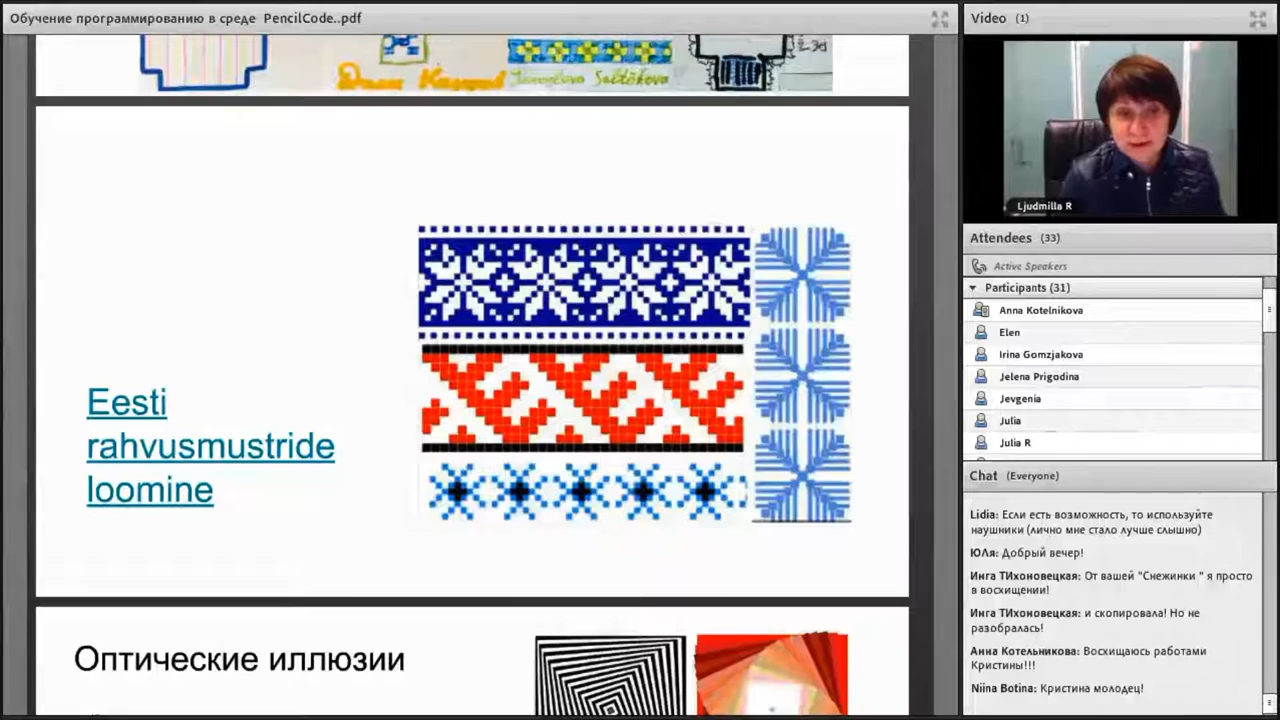 Обучение программированию в среде PencilCode..pdf
Video (1)
Ljudmilla R
Attendees (33)
Active Speakers
Participants (31)
Anna Kotelnikova
Elen
Irina Gomzjakova
Jelena Prigodina
Jevgenia
Julia
Julia R
Chat (Everyone)
Lidia: Если есть возможность, то используйте
наушники (лично мне стало лучше слышно)
ЮЛя: Добрый вечер!
Инга ТИхоновецкая: От вашей "Снежинки " я просто
в восхищении!
Инга ТИхоновецкая: и скопировала! Но не
разобралась!
Анна Котельникова: Восхищаюсь работами
Кристины!!!
Niina Botina: Кристина молодец!
Eesti
rahvusmustride
loomine
Оптические иллюзии